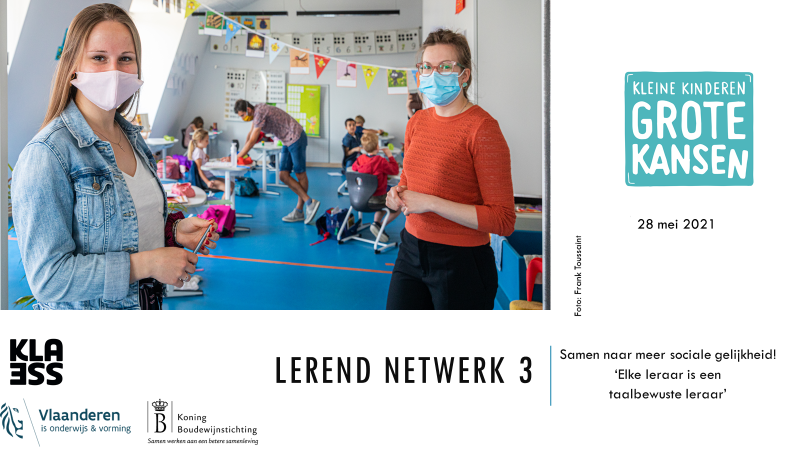 KLEINE KINDEREN
GROTE
KANSEN
28 mei 2021
Foto: Frank Toussaint
KLA
SSE
LEREND NETWERK 3
Samen naar meer sociale gelijkheid!
‘Elke leraar is een
taalbewuste leraar’
Vlaanderen
is onderwijs & vorming
B
Koning
Boudewijnstichting
Samen werken aan een betere samenleving